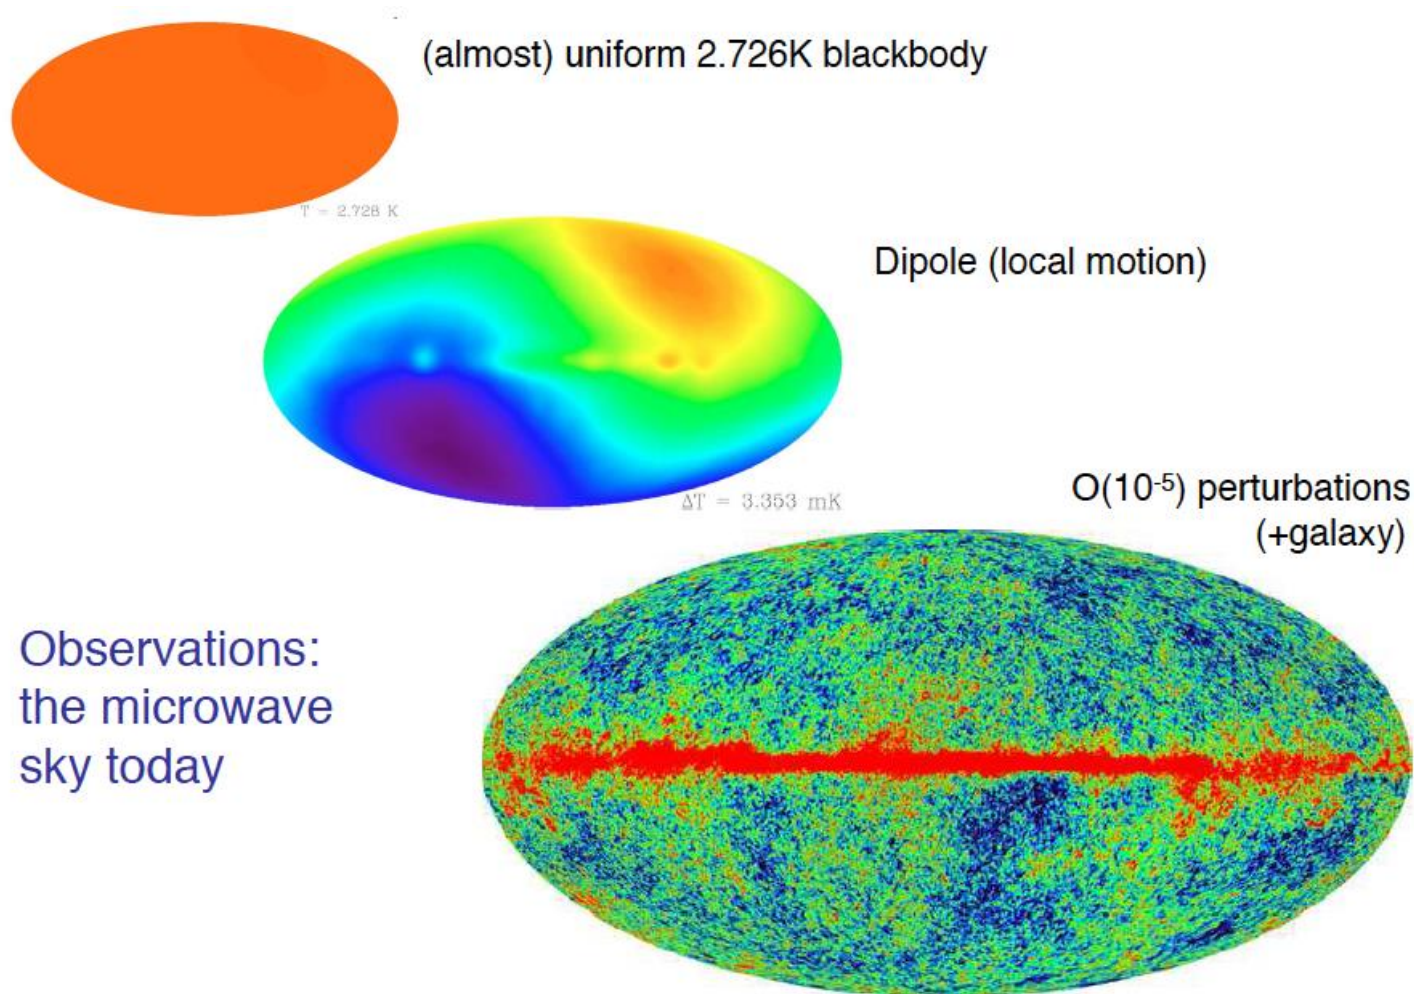 (almost) uniform 2.726K blackbody
T = 2.728 K
Dipole (local motion)
ΔT = 3.353 mK
O(10⁻⁵) perturbations
(+galaxy)
Observations:
the microwave
sky today